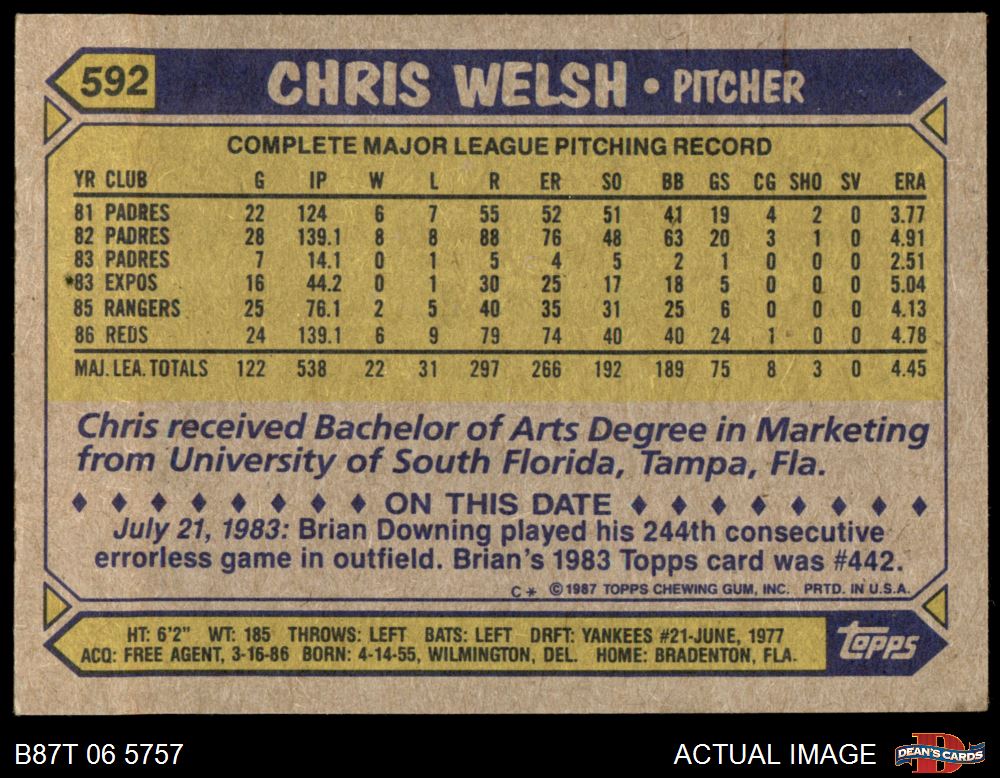 592 CHRIS WELSH • PITCHER
COMPLETE MAJOR LEAGUE PITCHING RECORD
YR CLUB G IP W L R ER SO BB GS CG SHO SV ERA
81 PADRES 22 124 6 7 55 52 51 41 19 4 2 0 3.77
82 PADRES 28 139.1 8 8 88 76 48 63 20 3 1 0 4.91
83 PADRES 7 14.1 0 1 5 4 5 2 1 0 0 0 2.51
83 EXPOS 16 44.2 0 1 30 25 17 18 5 0 0 0 5.04
85 RANGERS 25 76.1 2 5 40 35 31 25 6 0 0 0 4.13
86 REDS 24 139.1 6 9 79 74 40 40 24 1 0 0 4.78
MAJ. LEA. TOTALS 122 538 22 31 297 266 192 189 75 8 3 0 4.45
Chris received Bachelor of Arts Degree in Marketing
from University of South Florida, Tampa, Fla.
ON THIS DATE
July 21, 1983: Brian Downing played his 244th consecutive
errorless game in outfield. Brian's 1983 Topps card was #442.
C* ©1987 TOPPS CHEWING GUM, INC. PRTD. IN U.S.A.
HT: 6'2" WT: 185 THROWS: LEFT BATS: LEFT DRFT: YANKEES #21-JUNE, 1977
ACQ: FREE AGENT, 3-16-86 BORN: 4-14-55, WILMINGTON, DEL. HOME: BRADENTON, FLA.
Topps
B87T 06 5757 ACTUAL IMAGE DEAN'S CARDS